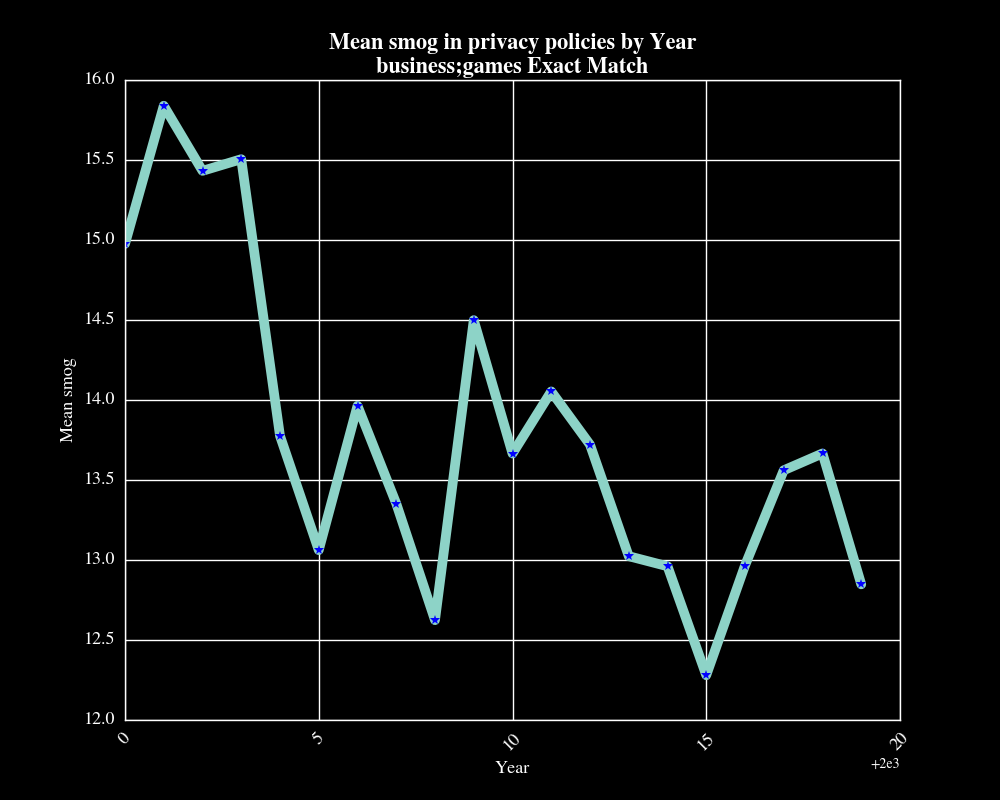 Mean smog in privacy policies by Year
business;games Exact Match
16.0
15.5
15.0
14.5
14.0
13.5
13.0
12.5
12.0
Mean smog
0 5 10 15 20
Year
+2e3